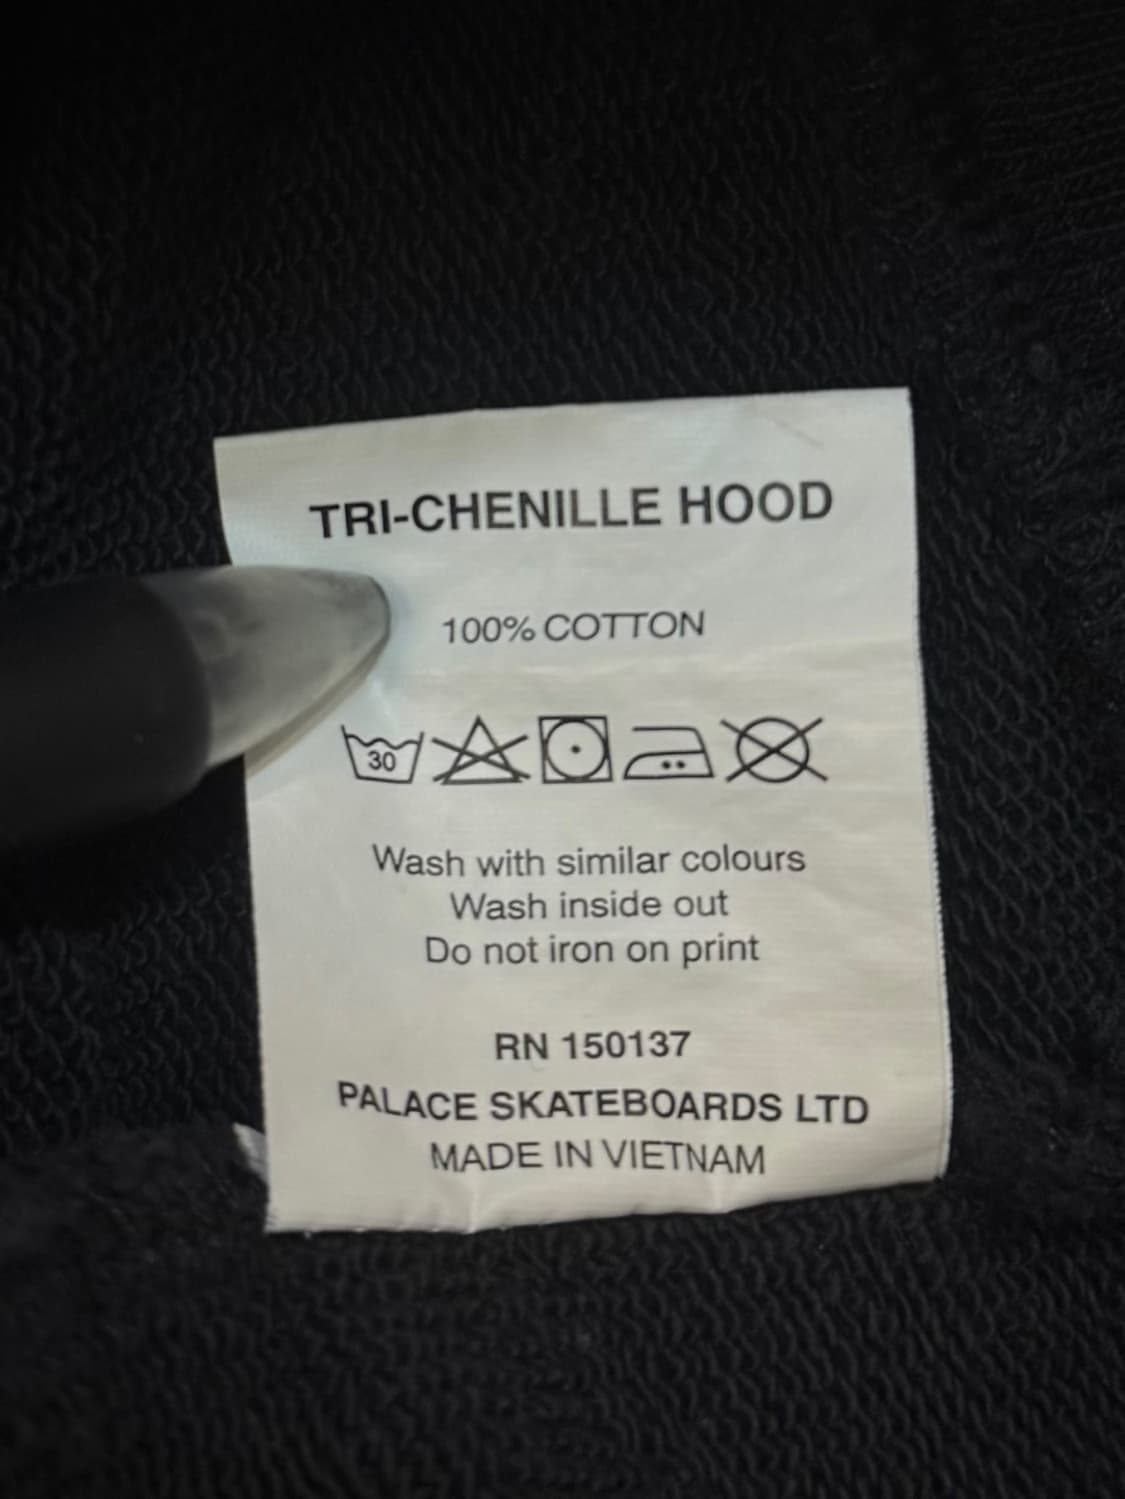 TRI-CHENILLE HOOD
100% COTTON
30
Wash with similar colours
Wash inside out
Do not iron on print
RN 150137
PALACE SKATEBOARDS LTD
MADE IN VIETNAM